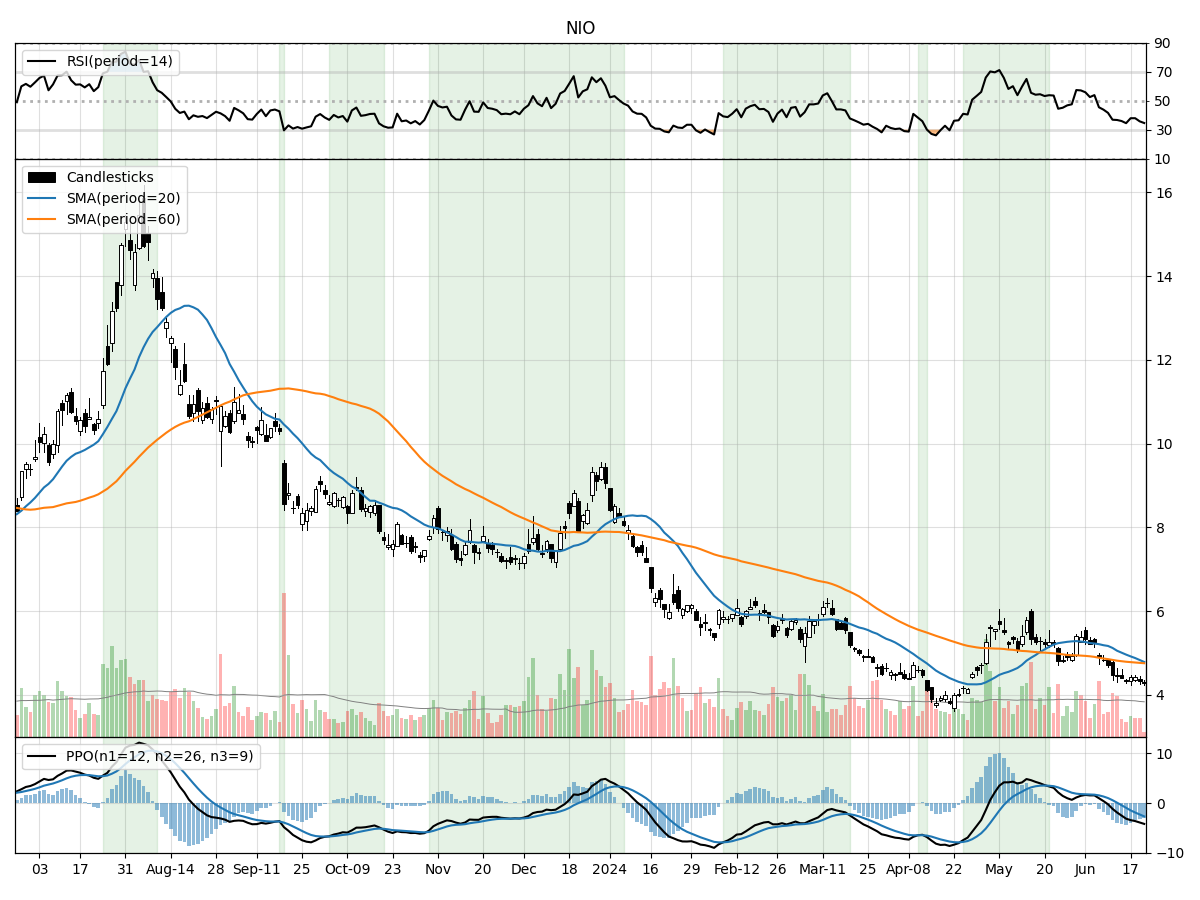 NIO
RSI(period=14)
90
70
50
30
10
Candlesticks
SMA(period=20)
SMA(period=60)
16
14
12
10
8
6
4
PPO(n1=12, n2=26, n3=9)
10
0
−10
03 17 31 Aug-14 28 Sep-11 25 Oct-09 23 Nov 20 Dec 18 2024 16 29 Feb-12 26 Mar-11 25 Apr-08 22 May 20 Jun 17